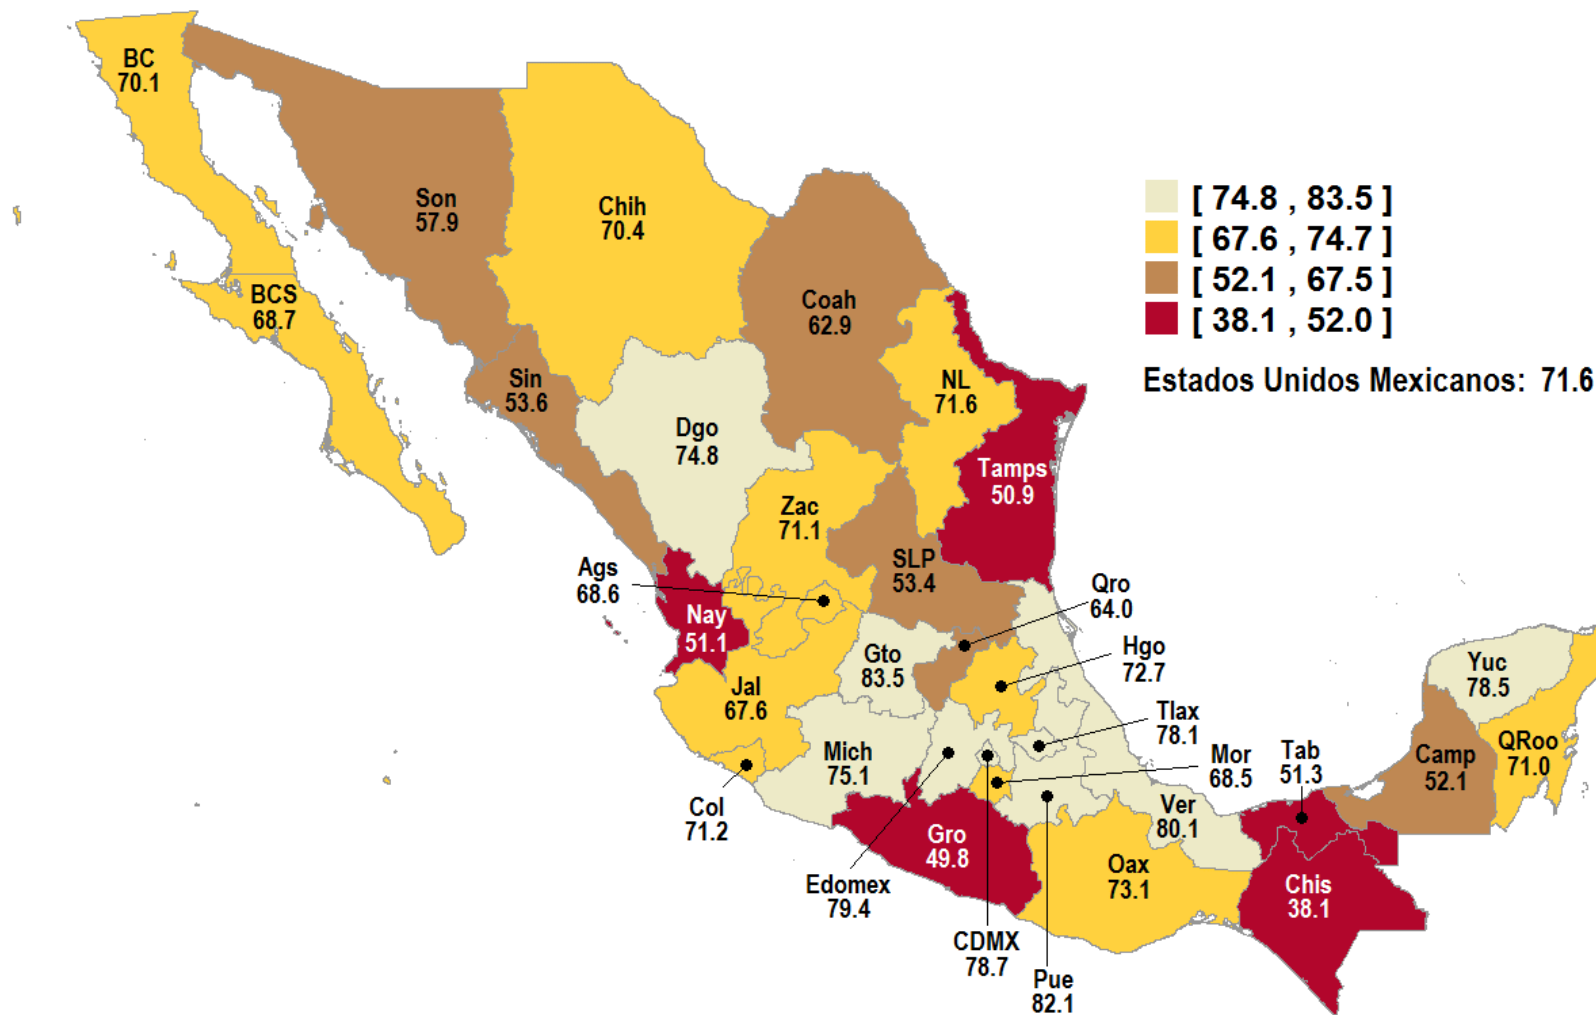 BC
70.1
Son
57.9
Chih
70.4
BCS
68.7
Coah
62.9
Sin
53.6
NL
71.6
Dgo
74.8
Tamps
50.9
Zac
71.1
SLP
53.4
Ags
68.6
Nay
51.1
Qro
64.0
Gto
83.5
Hgo
72.7
Jal
67.6
Tlax
78.1
Mich
75.1
Mor
68.5
Tab
51.3
Col
71.2
Gro
49.8
Ver
80.1
Yuc
78.5
Camp
52.1
QRoo
71.0
Edomex
79.4
CDMX
78.7
Pue
82.1
Oax
73.1
Chis
38.1
[ 74.8 , 83.5 ]
[ 67.6 , 74.7 ]
[ 52.1 , 67.5 ]
[ 38.1 , 52.0 ]
Estados Unidos Mexicanos: 71.6